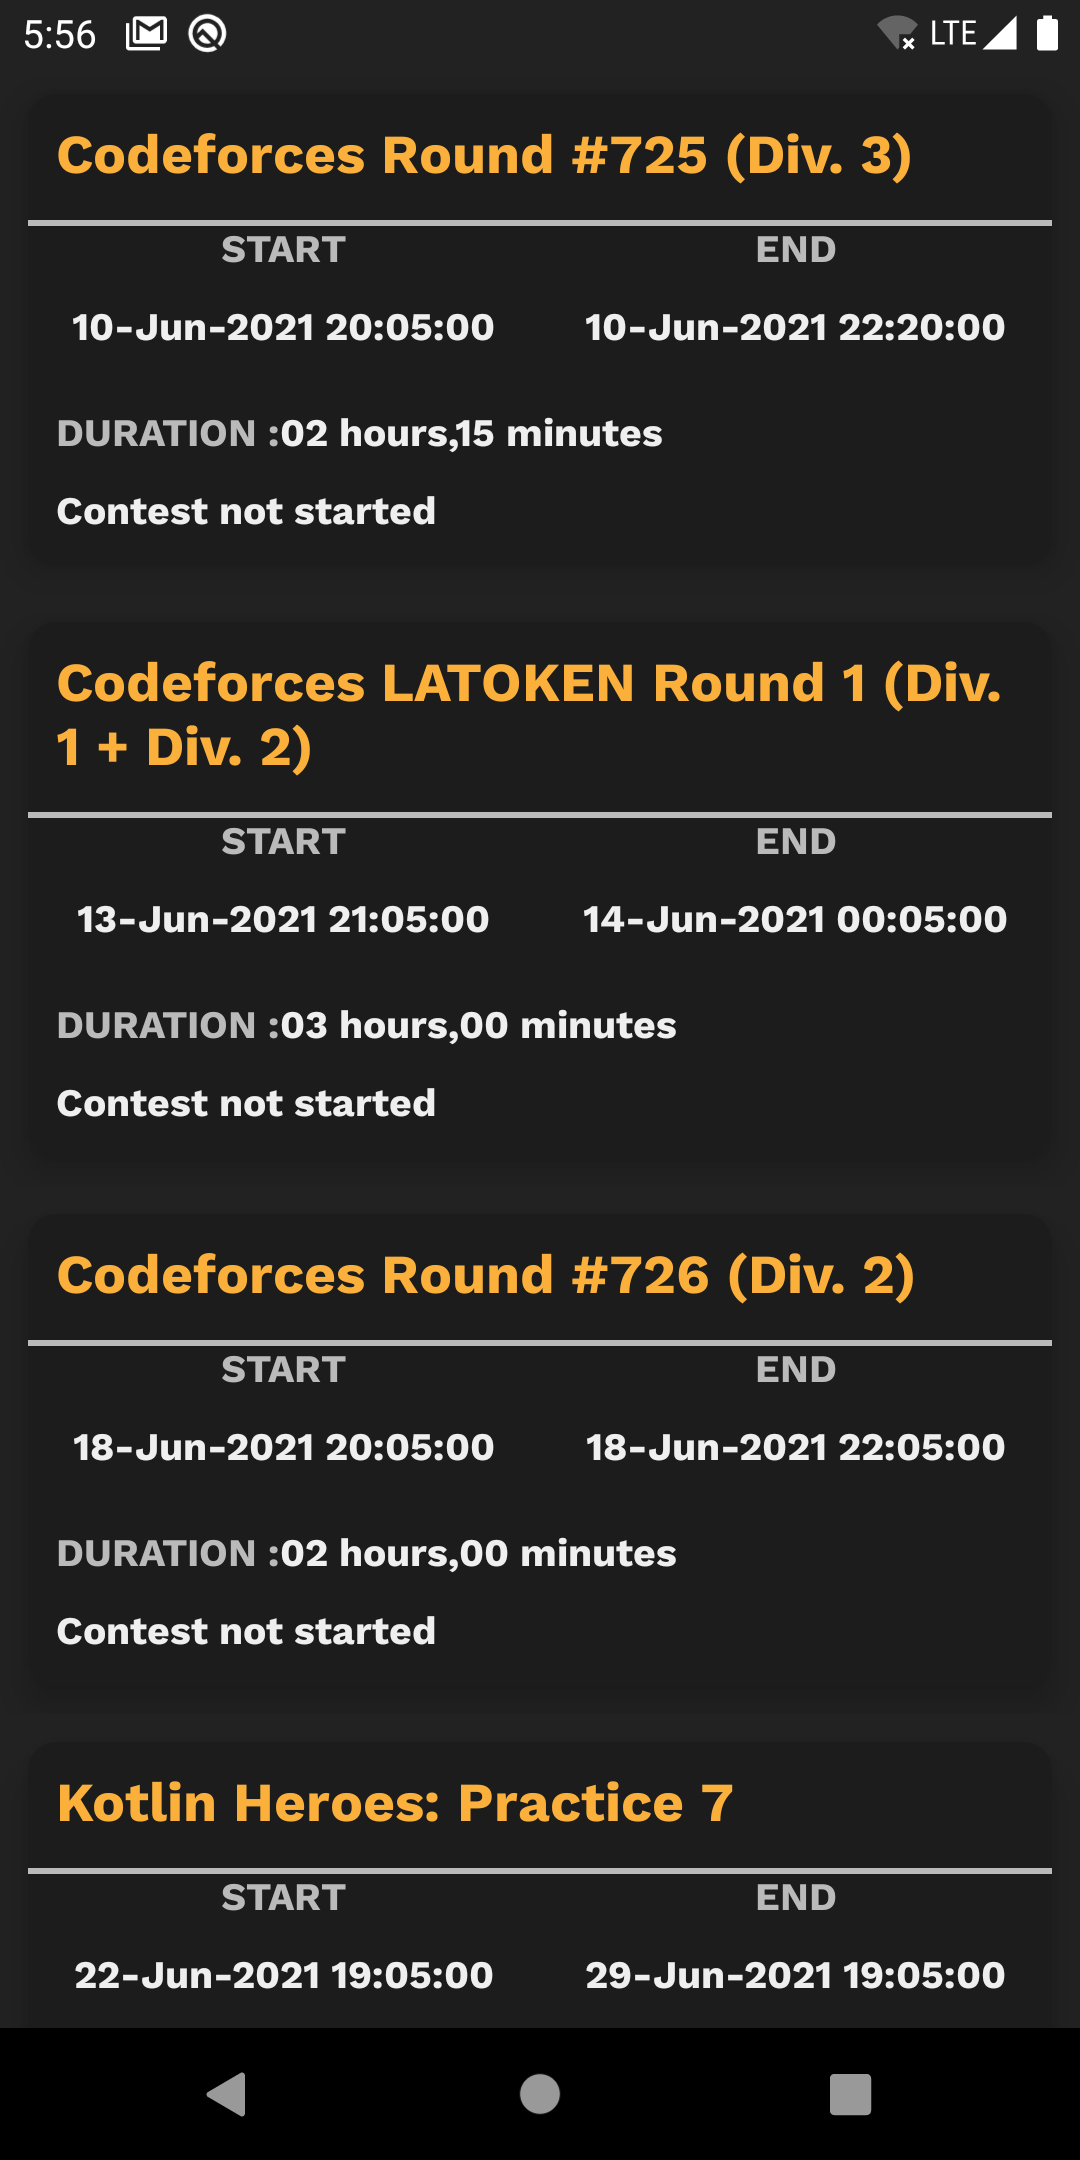 5:56 LTE
Codeforces Round #725 (Div. 3)
START END
10-Jun-2021 20:05:00 10-Jun-2021 22:20:00
DURATION :02 hours,15 minutes
Contest not started
Codeforces LATOKEN Round 1 (Div.
1 + Div. 2)
START END
13-Jun-2021 21:05:00 14-Jun-2021 00:05:00
DURATION :03 hours,00 minutes
Contest not started
Codeforces Round #726 (Div. 2)
START END
18-Jun-2021 20:05:00 18-Jun-2021 22:05:00
DURATION :02 hours,00 minutes
Contest not started
Kotlin Heroes: Practice 7
START END
22-Jun-2021 19:05:00 29-Jun-2021 19:05:00